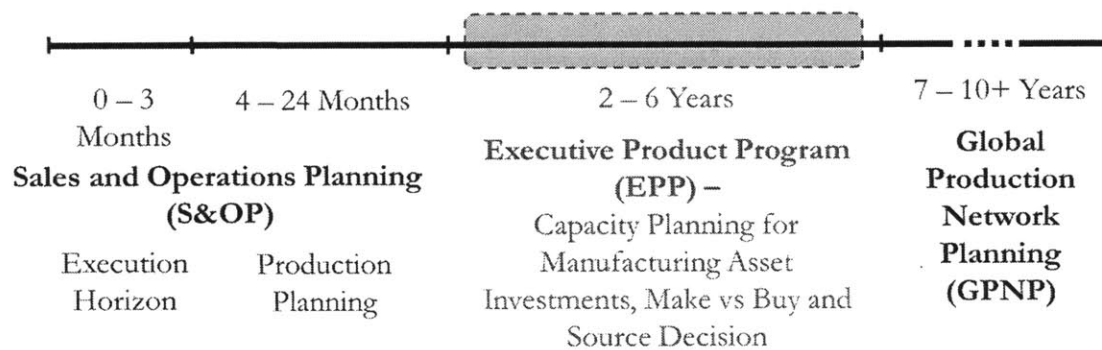 0 – 3
Months
4 – 24 Months
2 – 6 Years
7 – 10+ Years
Sales and Operations Planning
(S&OP)
Execution
Horizon
Production
Planning
Executive Product Program
(EPP) –
Capacity Planning for
Manufacturing Asset
Investments, Make vs Buy and
Source Decision
Global
Production
Network
Planning
(GPNP)